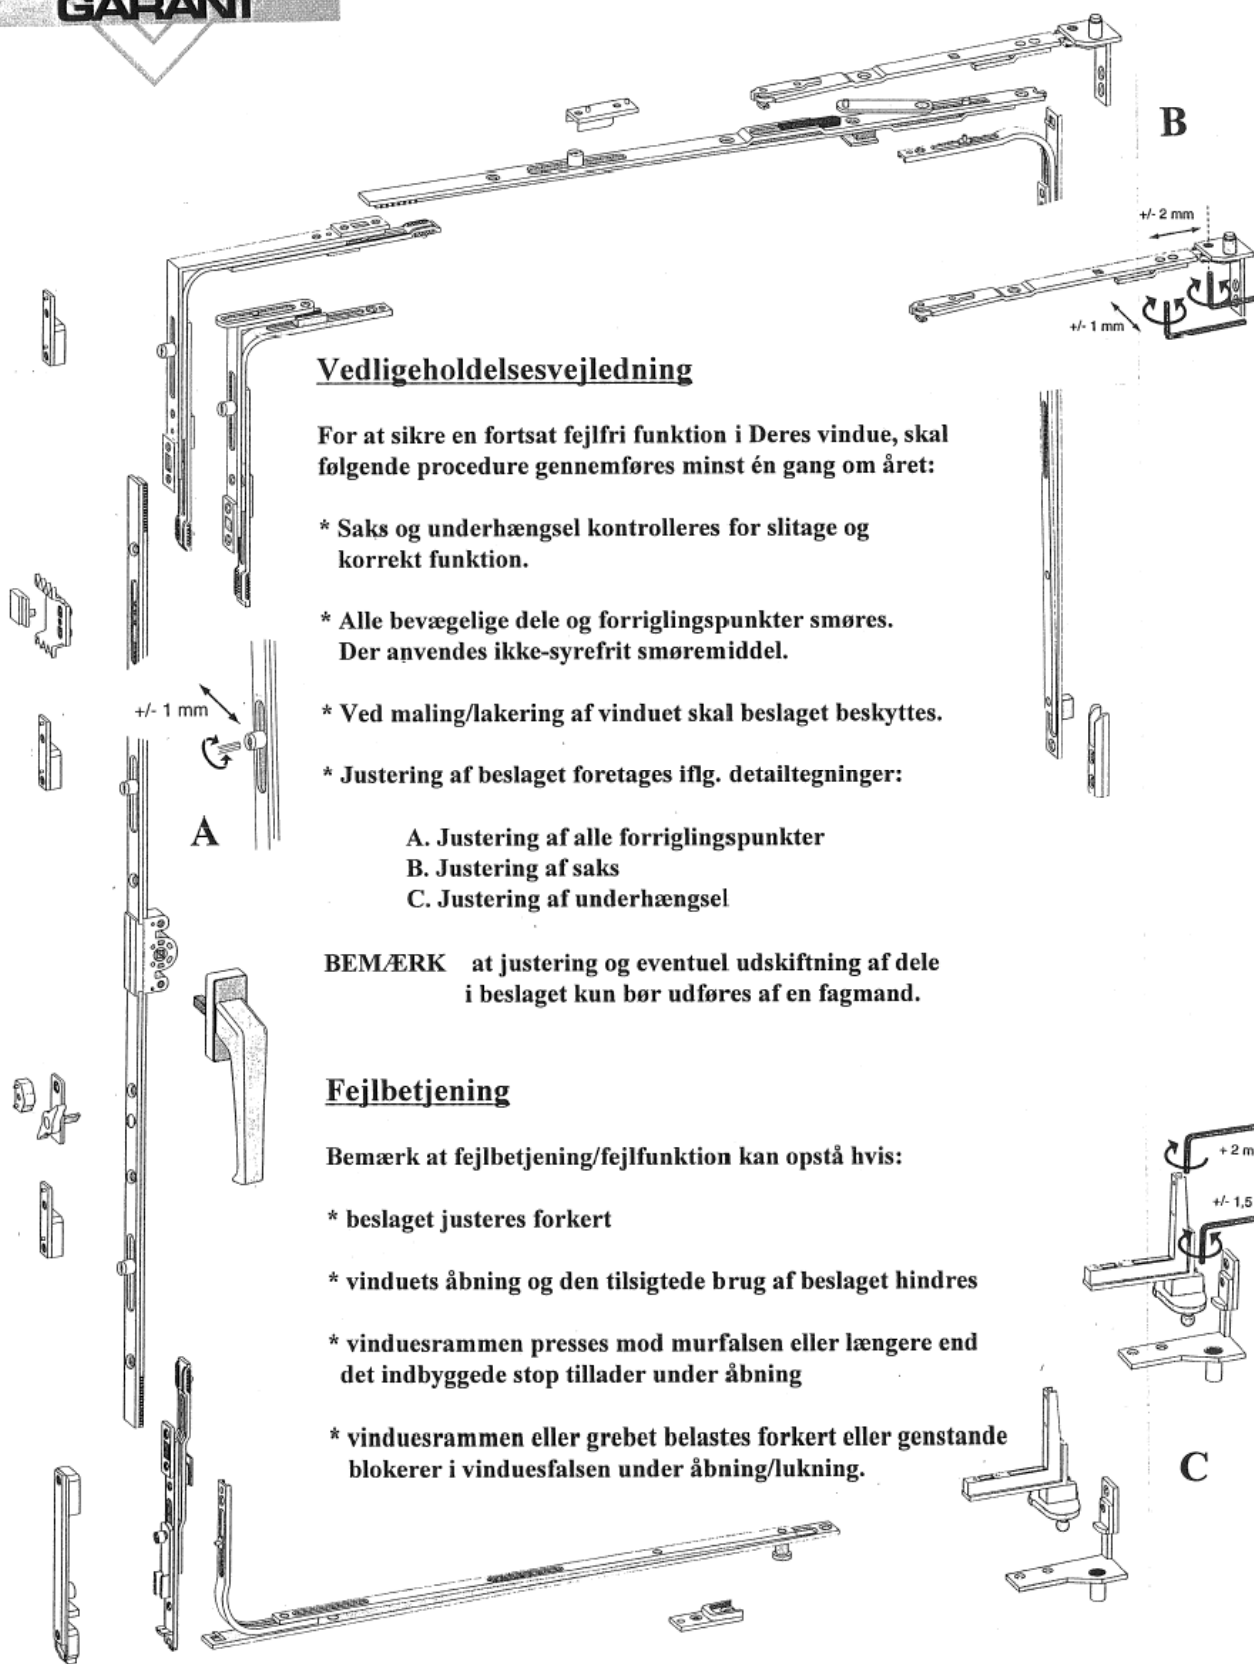 GARANT
B
+/- 2 mm
+/- 1 mm
Vedligeholdelsesvejledning
For at sikre en fortsat fejlfri funktion i Deres vindue, skal
følgende procedure gennemføres minst én gang om året:
* Saks og underhængsel kontrolleres for slitage og
korrekt funktion.
* Alle bevægelige dele og forriglingspunkter smøres.
Der anvendes ikke-syrefrit smøremiddel.
+/- 1 mm
* Ved maling/lakering af vinduet skal beslaget beskyttes.
* Justering af beslaget foretages iflg. detailtegninger:
A
A. Justering af alle forriglingspunkter
B. Justering af saks
C. Justering af underhængsel
BEMÆRK at justering og eventuel udskiftning af dele
i beslaget kun bør udføres af en fagmand.
Fejlbetjening
Bemærk at fejlbetjening/fejlfunktion kan opstå hvis:
+ 2 m
* beslaget justeres forkert
+/- 1,5
* vinduets åbning og den tilsigtede brug af beslaget hindres
* vinduesrammen presses mod murfalsen eller længere end
det indbyggede stop tillader under åbning
* vinduesrammen eller grebet belastes forkert eller genstande
blokerer i vinduesfalsen under åbning/lukning.
C